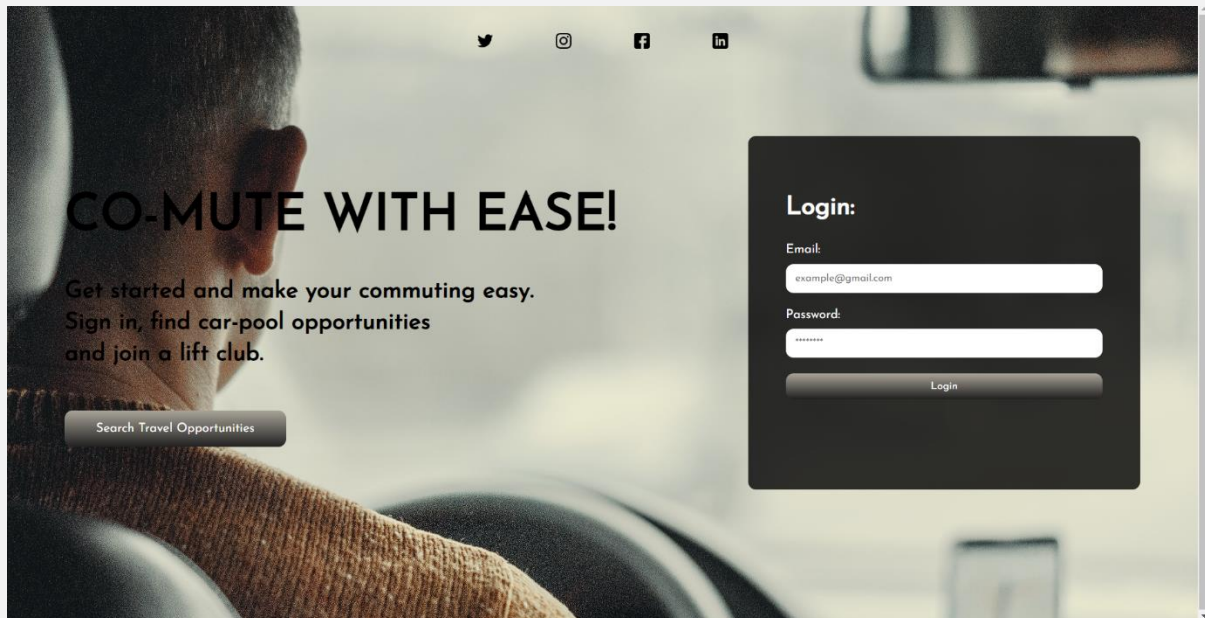 CO-MUTE WITH EASE!
Get started and make your commuting easy.
Sign in, find car-pool opportunities
and join a lift club.
Search Travel Opportunities
Login:
Email:
example@gmail.com
Password:
********
Login